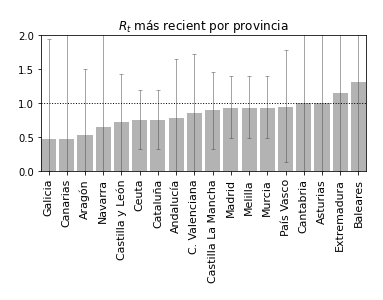 Rt más recient por provincia
2.0
1.5
1.0
0.5
0.0
Galicia
Canarias
Aragón
Navarra
Castilla y León
Ceuta
Cataluña
Andalucía
C. Valenciana
Castilla La Mancha
Madrid
Melilla
Murcia
País Vasco
Cantabria
Asturias
Extremadura
Baleares